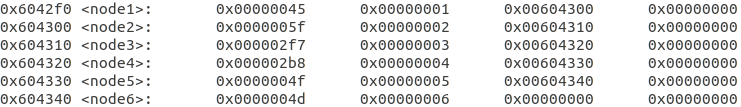 0x6042f0 <node1>: 0x00000045 0x00000001 0x00604300 0x00000000
0x604300 <node2>: 0x0000005f 0x00000002 0x00604310 0x00000000
0x604310 <node3>: 0x000002f7 0x00000003 0x00604320 0x00000000
0x604320 <node4>: 0x000002b8 0x00000004 0x00604330 0x00000000
0x604330 <node5>: 0x0000004f 0x00000005 0x00604340 0x00000000
0x604340 <node6>: 0x0000004d 0x00000006 0x00000000 0x00000000